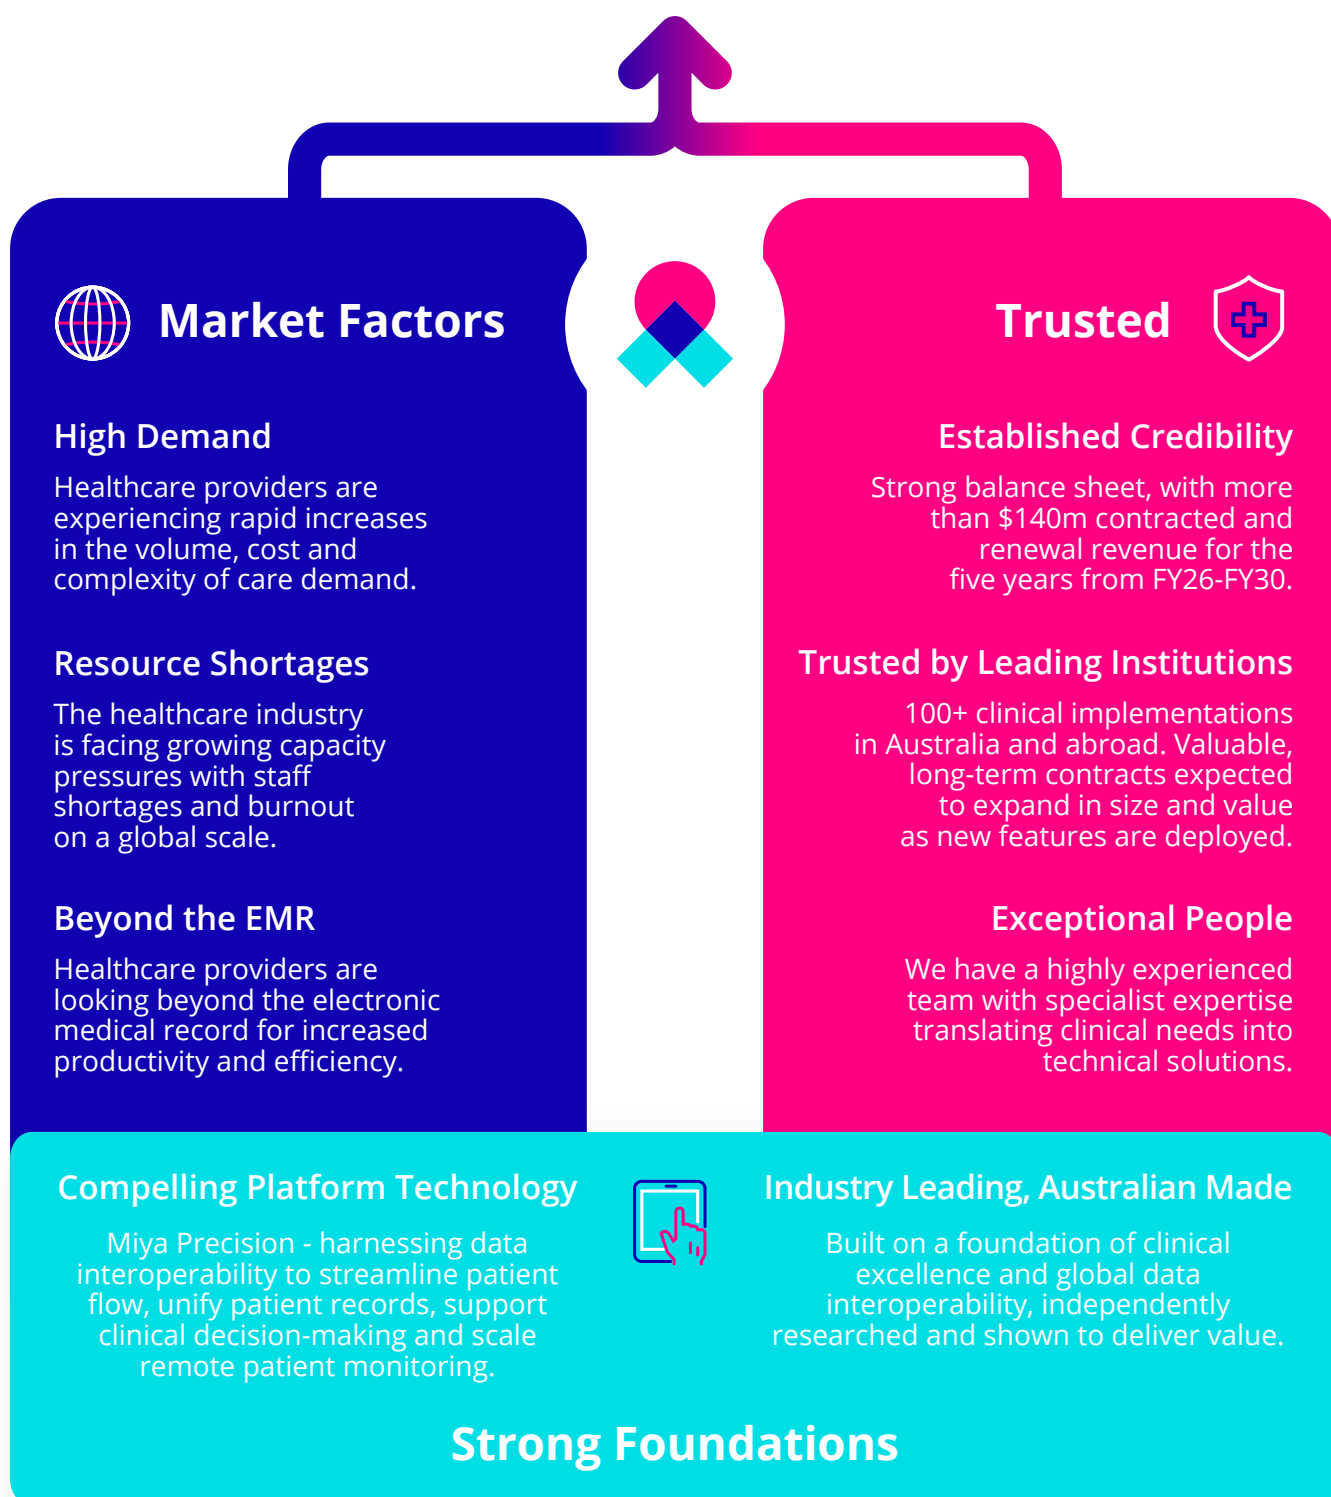 Market Factors
High Demand
Healthcare providers are
experiencing rapid increases
in the volume, cost and
complexity of care demand.
Resource Shortages
The healthcare industry
is facing growing capacity
pressures with staff
shortages and burnout
on a global scale.
Beyond the EMR
Healthcare providers are
looking beyond the electronic
medical record for increased
productivity and efficiency.
Trusted
Established Credibility
Strong balance sheet, with more
than $140m contracted and
renewal revenue for the
five years from FY26-FY30.
Trusted by Leading Institutions
100+ clinical implementations
in Australia and abroad. Valuable,
long-term contracts expected
to expand in size and value
as new features are deployed.
Exceptional People
We have a highly experienced
team with specialist expertise
translating clinical needs into
technical solutions.
Compelling Platform Technology
Miya Precision - harnessing data
interoperability to streamline patient
flow, unify patient records, support
clinical decision-making and scale
remote patient monitoring.
Industry Leading, Australian Made
Built on a foundation of clinical
excellence and global data
interoperability, independently
researched and shown to deliver value.
Strong Foundations